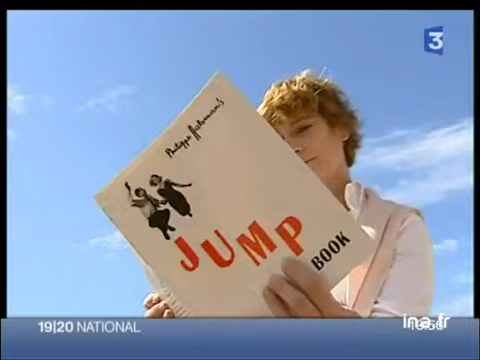 3
Philippe Halsman's
JUMP
BOOK
19|20 NATIONAL
ina.fr